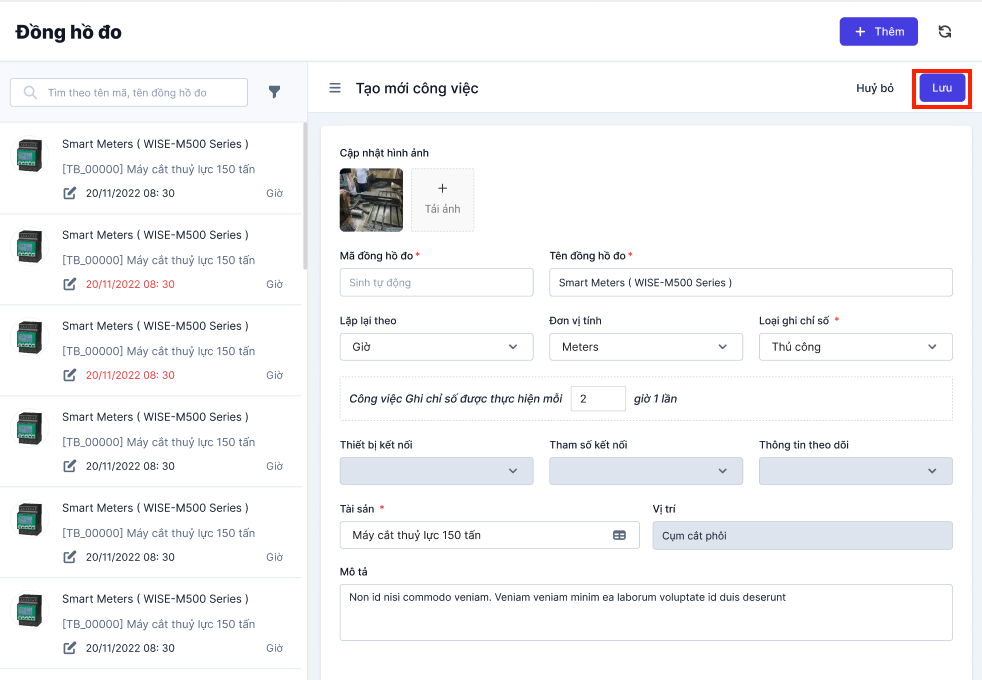 Đồng hồ đo
Thêm
Tìm theo tên mã, tên đồng hồ đo
Smart Meters ( WISE-M500 Series )
[TB_00000] Máy cắt thuỷ lực 150 tấn
20/11/2022 08: 30 Giờ
Smart Meters ( WISE-M500 Series )
[TB_00000] Máy cắt thuỷ lực 150 tấn
20/11/2022 08: 30 Giờ
Smart Meters ( WISE-M500 Series )
[TB_00000] Máy cắt thuỷ lực 150 tấn
20/11/2022 08: 30 Giờ
Smart Meters ( WISE-M500 Series )
[TB_00000] Máy cắt thuỷ lực 150 tấn
20/11/2022 08: 30 Giờ
Smart Meters ( WISE-M500 Series )
[TB_00000] Máy cắt thuỷ lực 150 tấn
20/11/2022 08: 30 Giờ
Smart Meters ( WISE-M500 Series )
[TB_00000] Máy cắt thuỷ lực 150 tấn
20/11/2022 08: 30 Giờ
Tạo mới công việc
Huỷ bỏ
Lưu
Cập nhật hình ảnh
Tải ảnh
Mã đồng hồ đo * Tên đồng hồ đo *
Sinh tự động Smart Meters ( WISE-M500 Series )
Lặp lại theo Đơn vị tính Loại ghi chỉ số *
Giờ Meters Thủ công
Công việc Ghi chỉ số được thực hiện mỗi 2 giờ 1 lần
Thiết bị kết nối Tham số kết nối Thông tin theo dõi
Tài sản * Vị trí
Máy cắt thuỷ lực 150 tấn Cụm cắt phôi
Mô tả
Non id nisi commodo veniam. Veniam veniam minim ea laborum voluptate id duis deserunt